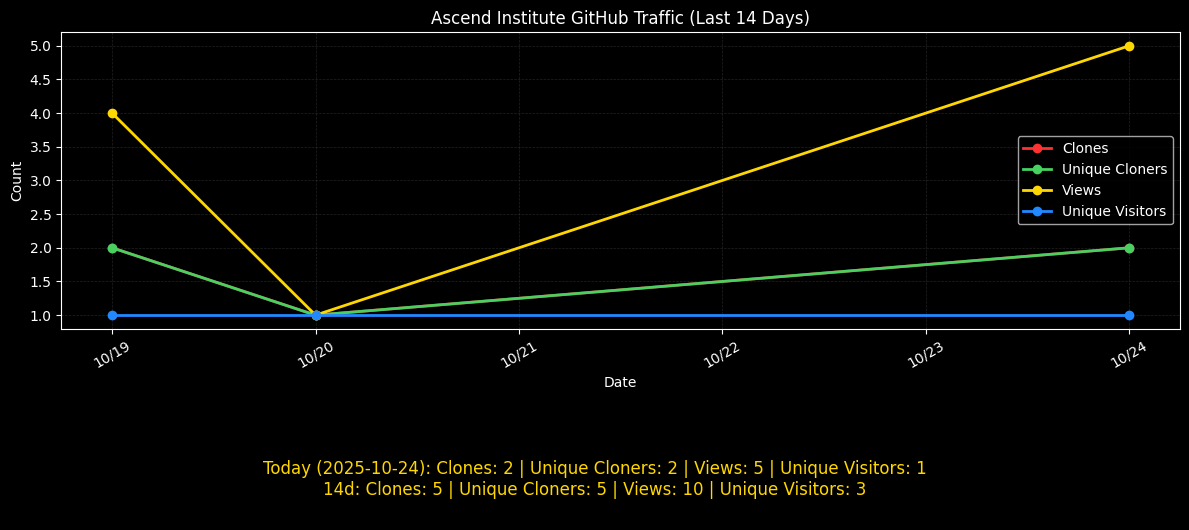 Ascend Institute GitHub Traffic (Last 14 Days)
5.0
4.5
4.0
3.5
3.0
2.5
2.0
1.5
1.0
Count
Clones
Unique Cloners
Views
Unique Visitors
10/19
10/20
10/21
10/22
10/23
10/24
Date
Today (2025-10-24): Clones: 2 | Unique Cloners: 2 | Views: 5 | Unique Visitors: 1
14d: Clones: 5 | Unique Cloners: 5 | Views: 10 | Unique Visitors: 3